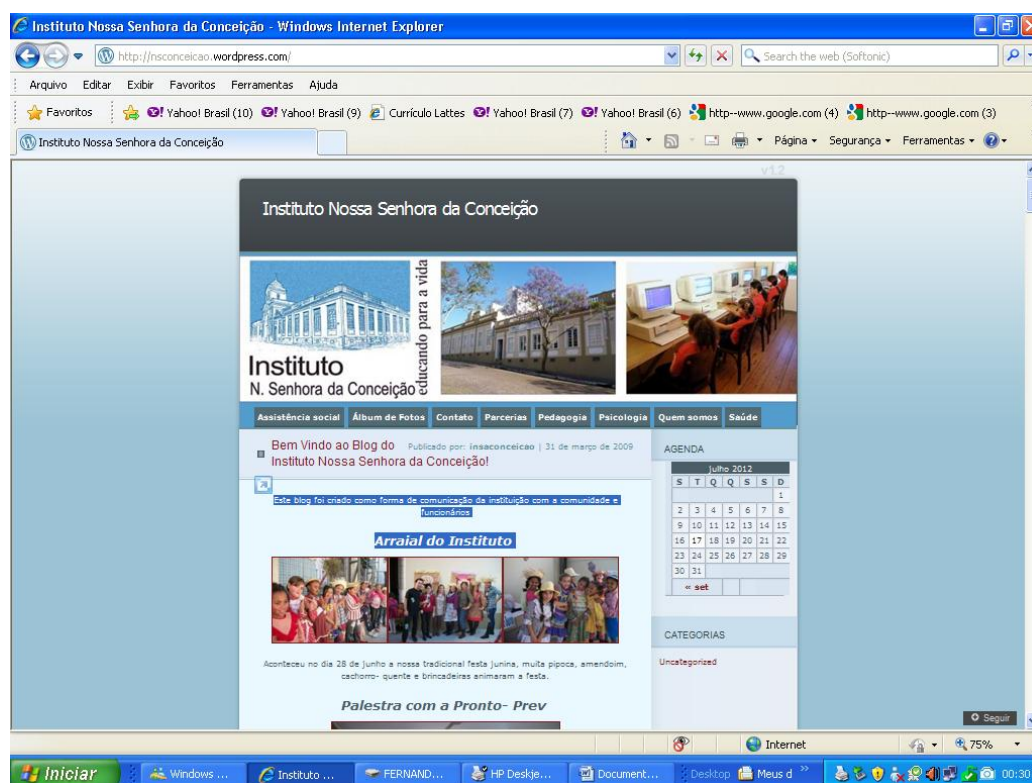 Instituto Nossa Senhora da Conceição - Windows Internet Explorer
http://nsconceicao.wordpress.com/
Search the web (Softonic)
Arquivo Editar Exibir Favoritos Ferramentas Ajuda
Favoritos Yahoo! Brasil (10) Yahoo! Brasil (9) Currículo Lattes Yahoo! Brasil (7) Yahoo! Brasil (6) http--www.google.com (4) http--www.google.com (3)
Instituto Nossa Senhora da Conceição
Página Segurança Ferramentas
v1.2
Instituto Nossa Senhora da Conceição
educando para a vida
Instituto
N. Senhora da Conceição
Assistência social Álbum de Fotos Contato Parcerias Pedagogia Psicologia Quem somos Saúde
Bem Vindo ao Blog do
Instituto Nossa Senhora da Conceição!
Publicado por: insaconceicao | 31 de março de 2009
Este blog foi criado como forma de comunicação da instituição com a comunidade e
funcionários
Arraial do Instituto
Aconteceu no dia 28 de Junho a nossa tradicional festa junina, muita pipoca, amendoim,
cachorro- quente e brincadeiras animaram a festa.
Palestra com a Pronto- Prev
AGENDA
julho 2012
S T Q Q S S D
1
2 3 4 5 6 7 8
9 10 11 12 13 14 15
16 17 18 19 20 21 22
23 24 25 26 27 28 29
30 31
« set
CATEGORIAS
Uncategorized
Seguir
Internet
75%
Iniciar
Windows ...
Instituto ...
FERNAND...
HP Deskje...
Document...
Desktop
Meus d
00:30